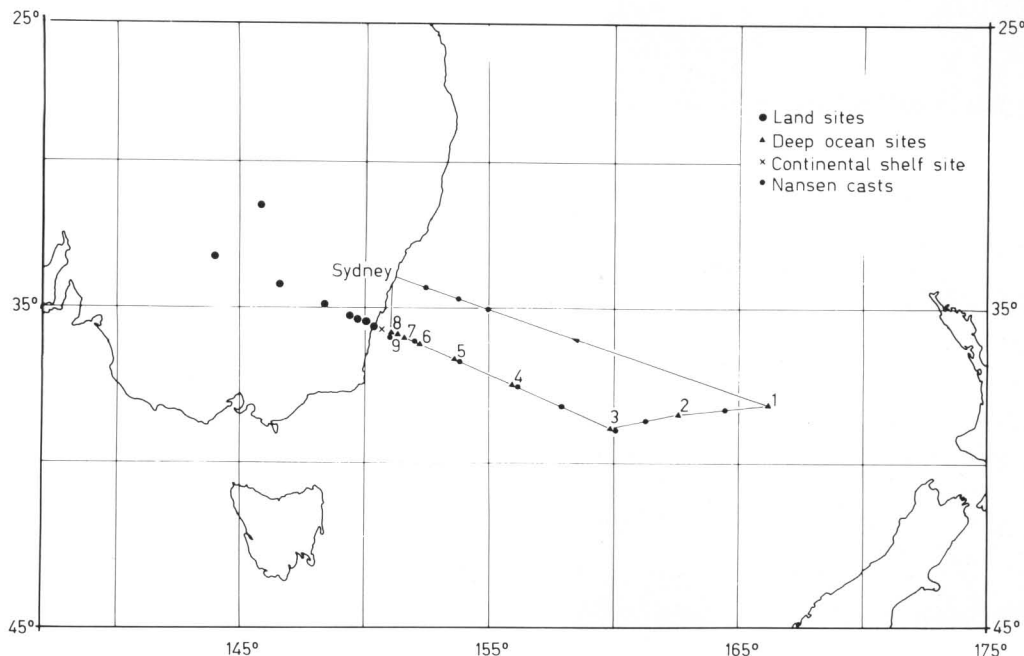 25° 25°
● Land sites
▲ Deep ocean sites
× Continental shelf site
• Nansen casts
Sydney
35° 35°
8
7
6
9
5
4
3
2
1
45° 45°
145° 155° 165° 175°